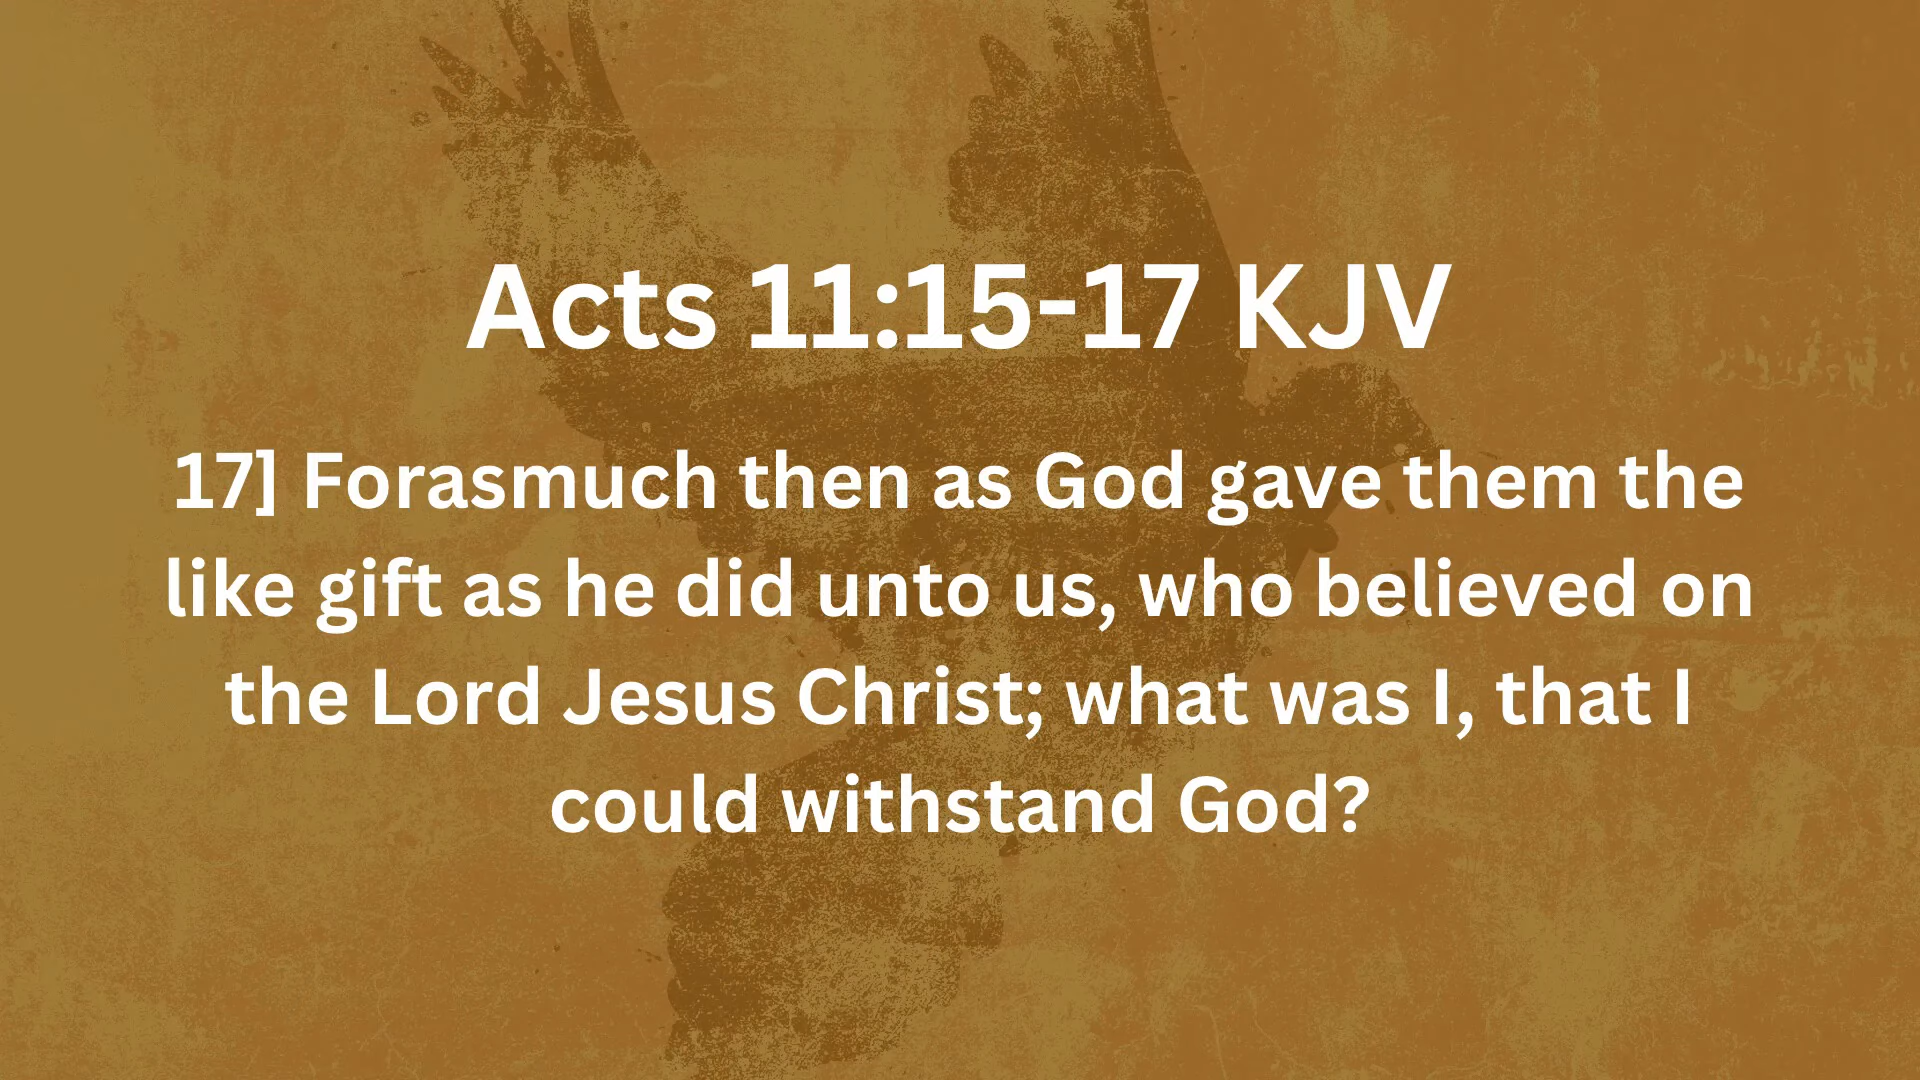 Acts 11:15-17 KJV
17] Forasmuch then as God gave them the
like gift as he did unto us, who believed on
the Lord Jesus Christ; what was I, that I
could withstand God?